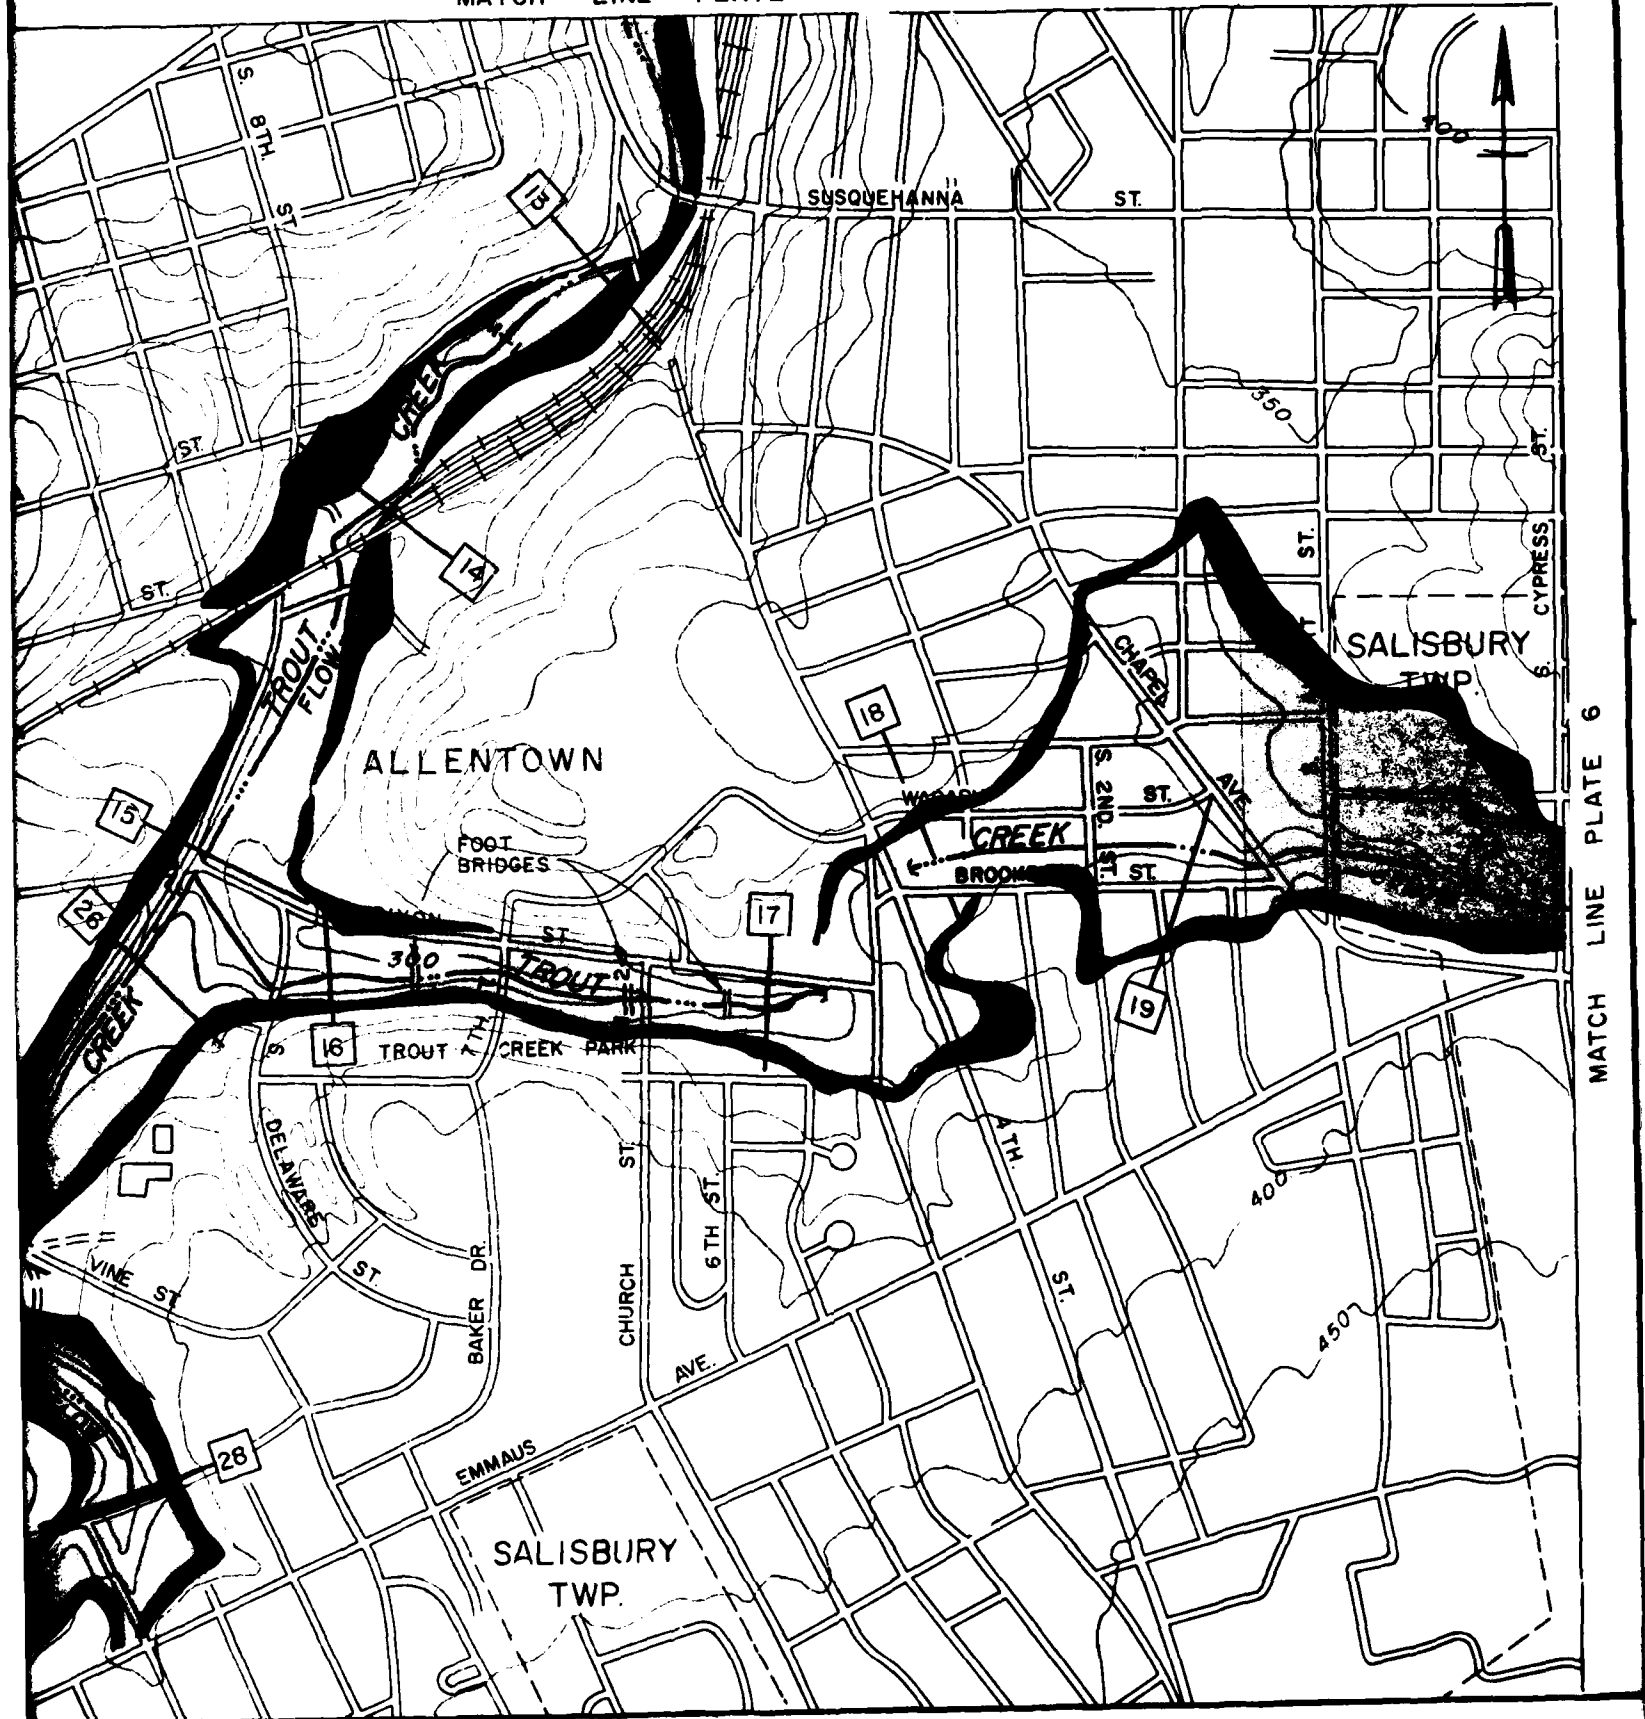 MATCH LINE PLATE
S. 8TH. ST.
400
13
SUSQUEHANNA ST.
CREEK
350
ST.
ST.
14
ST.
ST.
S. CYPRESS
TROUT
FLOW
SALISBURY
TWP.
CHAPEL
AVE.
18
ALLENTOWN
S 2ND. ST.
ST.
15
CREEK
FOOT
BRIDGES
ST.
26
17
ST.
300
TROUT
19
CREEK
16
TROUT CREEK PARK
7TH
S
DELAWARE
ST.
4TH.
ST.
400
ST.
6TH ST.
VINE ST.
BAKER DR.
CHURCH
450
AVE.
EMMAUS
28
SALISBURY
TWP.
MATCH LINE PLATE 6